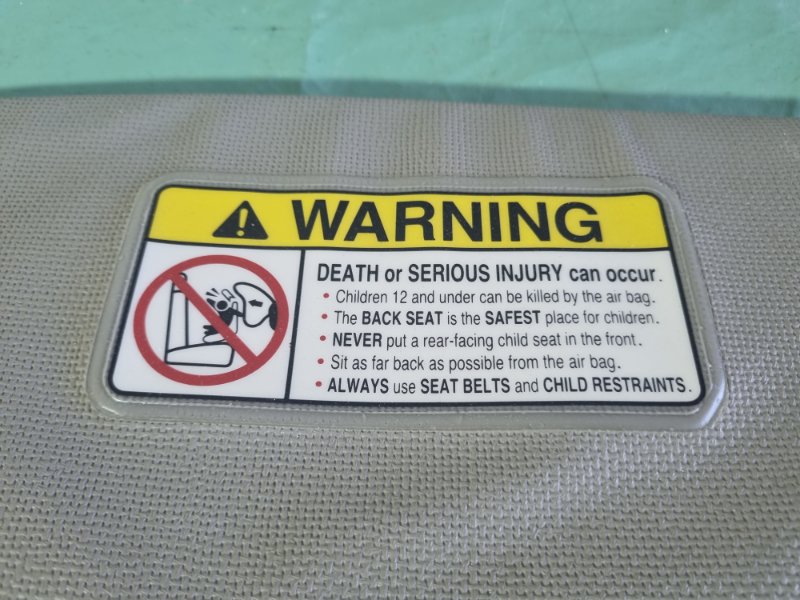 WARNING
DEATH or SERIOUS INJURY can occur.
• Children 12 and under can be killed by the air bag.
• The BACK SEAT is the SAFEST place for children.
• NEVER put a rear-facing child seat in the front.
• Sit as far back as possible from the air bag.
• ALWAYS use SEAT BELTS and CHILD RESTRAINTS.